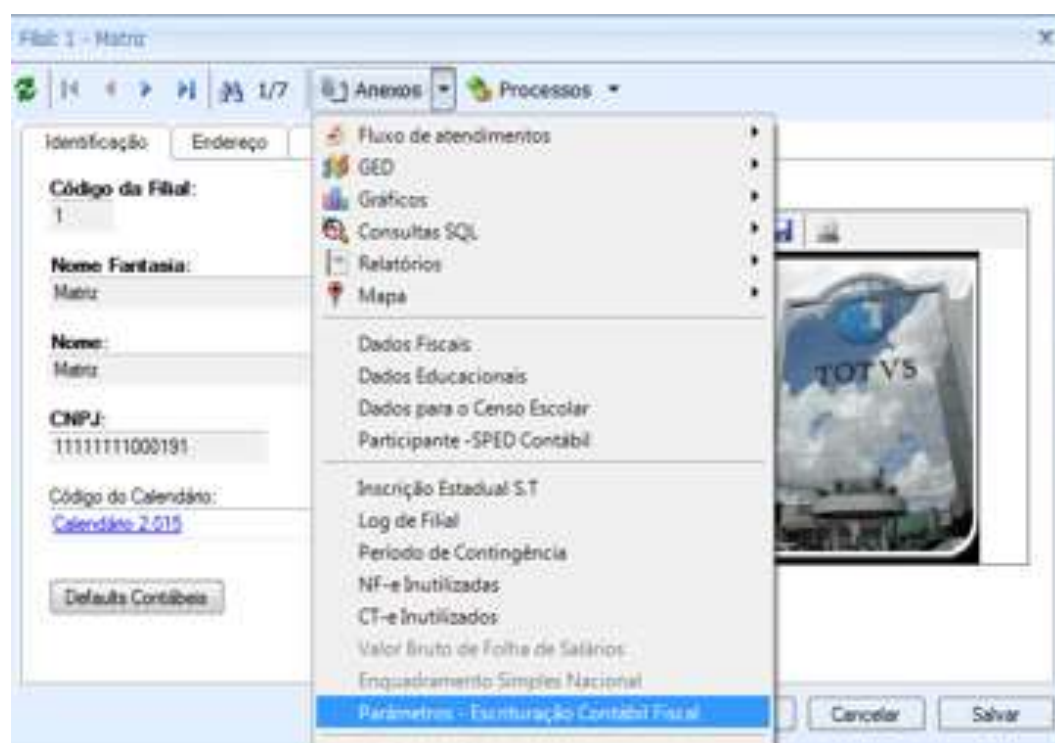 Filial: 1 - Matriz
1/7 Anexos Processos
Identificação Endereço
Código da Filial:
1
Nome Fantasia:
Matriz
Nome:
Matriz
CNPJ:
11111111000191
Código do Calendário:
Calendário 2.015
Defaults Contábeis
Fluxo de atendimentos
GED
Gráficos
Consultas SQL
Relatórios
Mapa
Dados Fiscais
Dados Educacionais
Dados para o Censo Escolar
Participante -SPED Contábil
Inscrição Estadual S.T
Log de Filial
Período de Contingência
NF-e Inutilizadas
CT-e Inutilizados
Valor Bruto de Folha de Salários
Enquadramento Simples Nacional
Parâmetros - Escrituração Contábil Fiscal
TOTVS
Cancelar Salvar